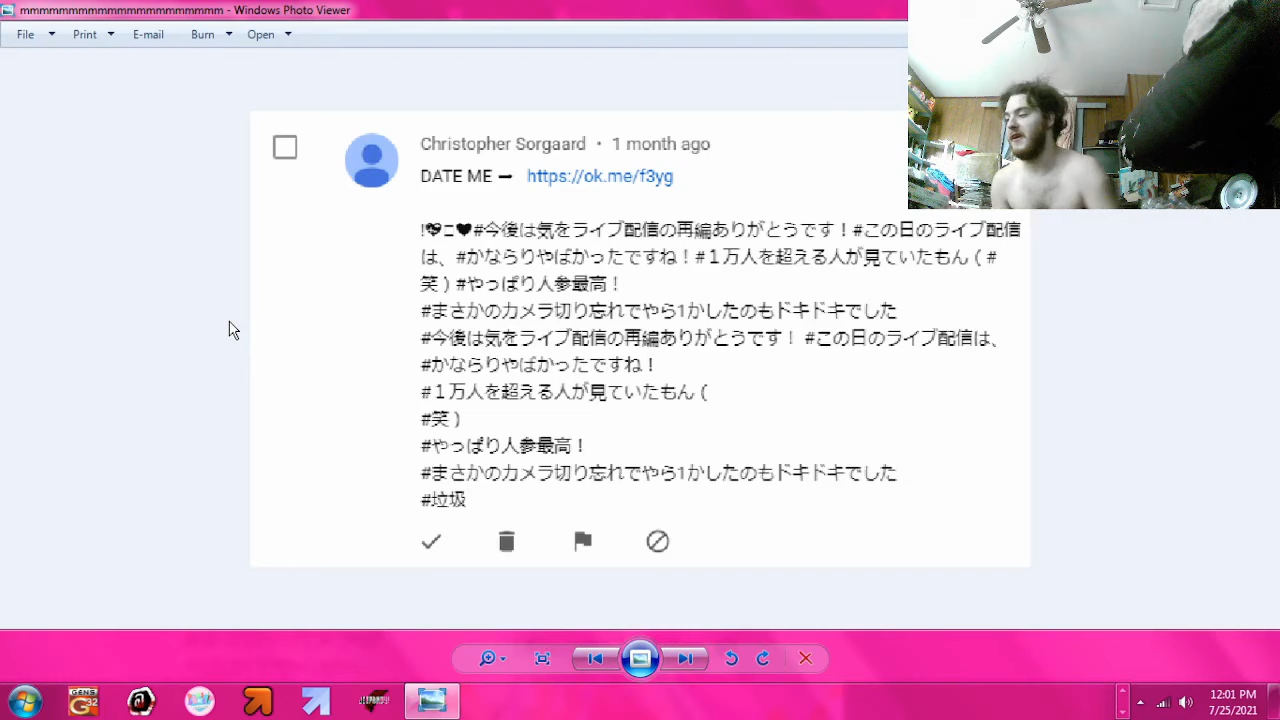 mmmmmmmmmmmmmmmmmmmmmm - Windows Photo Viewer
File Print E-mail Burn Open
Christopher Sorgaard • 1 month ago
DATE ME ➞ https://ok.me/f3yg
!💖ニ♥#今後は気をライブ配信の再編ありがとうです！#この日のライブ配信
は、#かならりやばかったですね！#１万人を超える人が見ていたもん（#
笑）#やっぱり人参最高！
#まさかのカメラ切り忘れでやら1かしたのもドキドキでした
#今後は気をライブ配信の再編ありがとうです！ #この日のライブ配信は、
#かならりやばかったですね！
#１万人を超える人が見ていたもん（
#笑）
#やっぱり人参最高！
#まさかのカメラ切り忘れでやら1かしたのもドキドキでした
#垃圾
GENS
32
JEOPARDY!
12:01 PM
7/25/2021